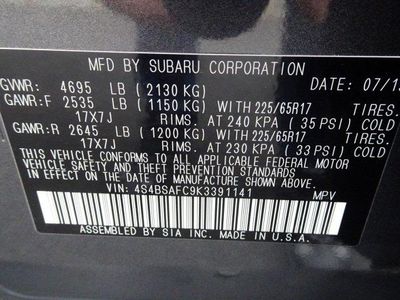 MFD BY SUBARU CORPORATION DATE: 07/1
GVWR: 4695 LB (2130 KG)
GAWR:F 2535 LB (1150 KG) WITH 225/65R17 TIRES.
17X7J RIMS. AT 240 KPA (35 PSI) COLD
GAWR:R 2645 LB (1200 KG) WITH 225/65R17 TIRES.
17X7J RIMS. AT 230 KPA (33 PSI) COLD
THIS VEHICLE CONFORMS TO ALL APPLICABLE FEDERAL MOTOR
VEHICLE SAFETY AND THEFT PREVENTION STANDARDS
IN EFFECT ON THE DATE OF MANUFACTURE SHOWN ABOVE
VIN: 4S4BSAFC9K3391141 MPV
ASSEMBLED BY SIA INC. MADE IN U.S.A.